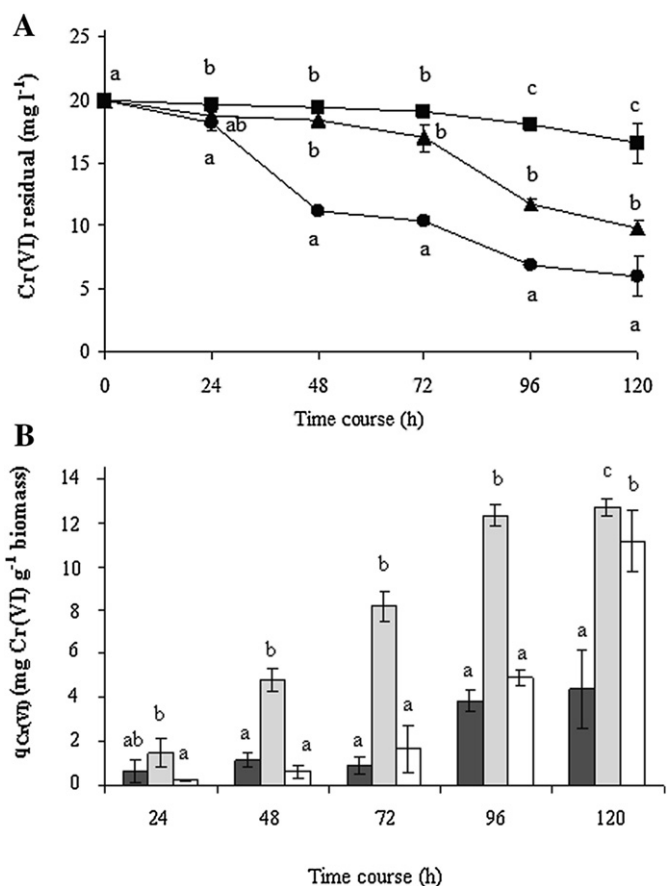 A
Cr(VI) residual (mg l⁻¹)
25
20
15
10
5
0
a
b
b
b
c
c
ab
b
b
b
b
a
a
a
a
a
0 24 48 72 96 120
Time course (h)
B
qCr(VI) (mg Cr(VI) g⁻¹ biomass)
14
12
10
8
6
4
2
0
ab b a
a b a
a b a
a b a
a c b
24 48 72 96 120
Time course (h)